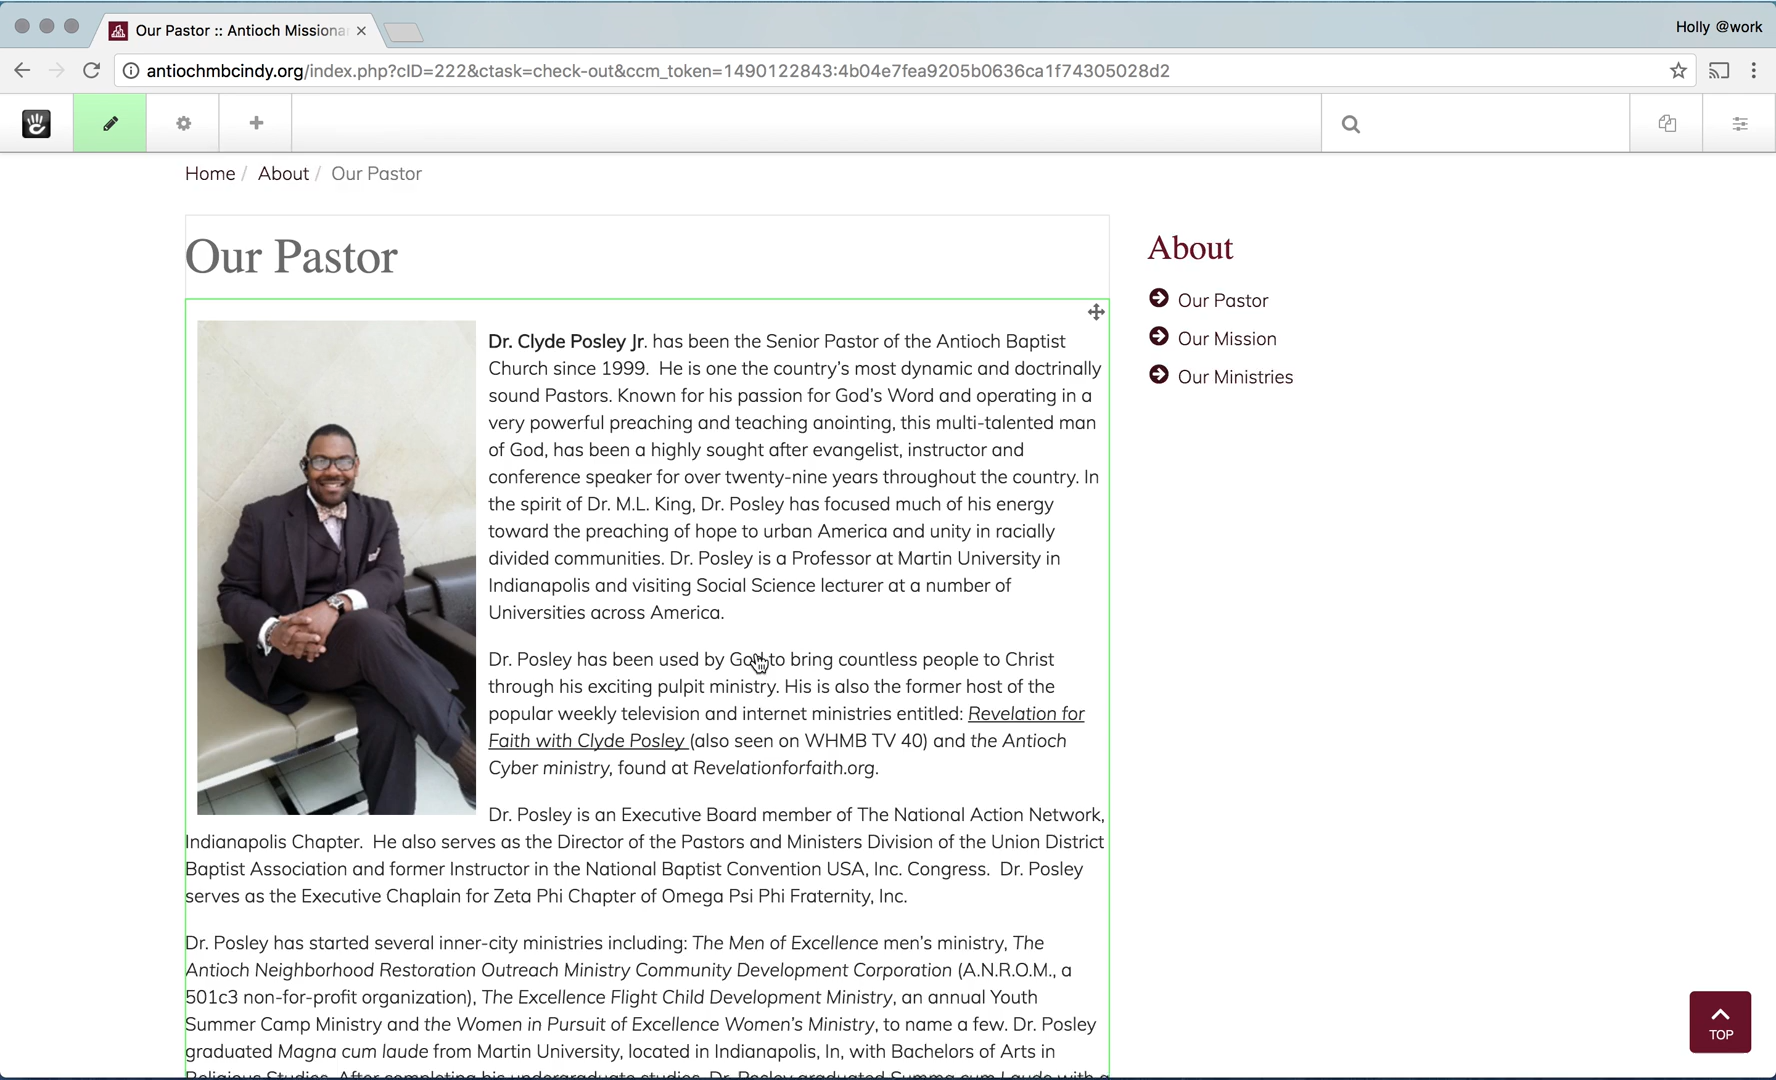 Our Pastor :: Antioch Missiona
Holly @work
antiochmbcindy.org/index.php?cID=222&ctask=check-out&ccm_token=1490122843:4b04e7fea9205b0636ca1f74305028d2
Home / About / Our Pastor
Our Pastor
Dr. Clyde Posley Jr. has been the Senior Pastor of the Antioch Baptist
Church since 1999.  He is one the country's most dynamic and doctrinally
sound Pastors. Known for his passion for God's Word and operating in a
very powerful preaching and teaching anointing, this multi-talented man
of God, has been a highly sought after evangelist, instructor and
conference speaker for over twenty-nine years throughout the country. In
the spirit of Dr. M.L. King, Dr. Posley has focused much of his energy
toward the preaching of hope to urban America and unity in racially
divided communities. Dr. Posley is a Professor at Martin University in
Indianapolis and visiting Social Science lecturer at a number of
Universities across America.
Dr. Posley has been used by God to bring countless people to Christ
through his exciting pulpit ministry. His is also the former host of the
popular weekly television and internet ministries entitled: Revelation for
Faith with Clyde Posley (also seen on WHMB TV 40) and the Antioch
Cyber ministry, found at Revelationforfaith.org.
Dr. Posley is an Executive Board member of The National Action Network,
Indianapolis Chapter.  He also serves as the Director of the Pastors and Ministers Division of the Union District
Baptist Association and former Instructor in the National Baptist Convention USA, Inc. Congress.  Dr. Posley
serves as the Executive Chaplain for Zeta Phi Chapter of Omega Psi Phi Fraternity, Inc.
Dr. Posley has started several inner-city ministries including: The Men of Excellence men's ministry, The
Antioch Neighborhood Restoration Outreach Ministry Community Development Corporation (A.N.R.O.M., a
501c3 non-for-profit organization), The Excellence Flight Child Development Ministry, an annual Youth
Summer Camp Ministry and the Women in Pursuit of Excellence Women's Ministry, to name a few. Dr. Posley
graduated Magna cum laude from Martin University, located in Indianapolis, In, with Bachelors of Arts in
Religious Studies. After completing his undergraduate studies, Dr. Posley graduated Summa cum Laude with a
About
Our Pastor
Our Mission
Our Ministries
TOP